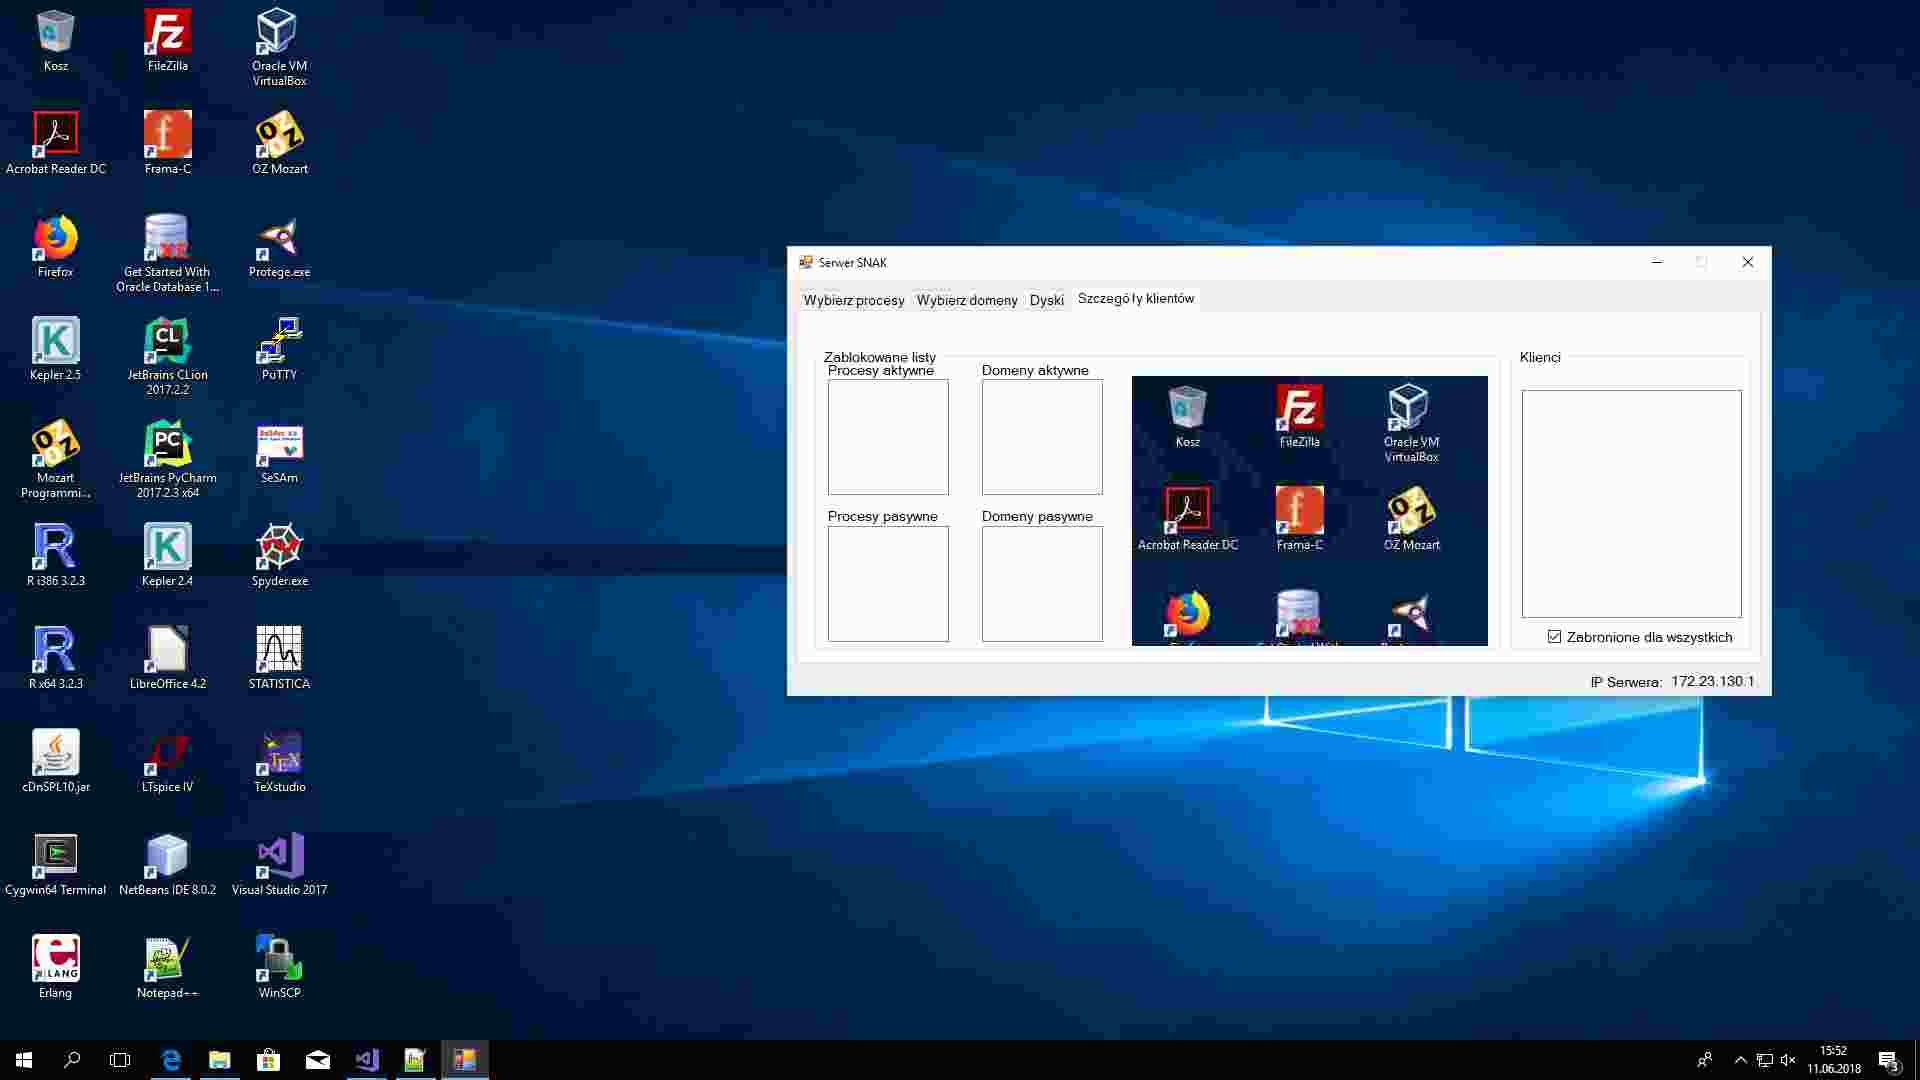 Kosz
FileZilla
Oracle VM
VirtualBox
Acrobat Reader DC
Frama-C
OZ Mozart
Firefox
Get Started With
Oracle Database 1...
Protege.exe
Kepler 2.5
JetBrains CLion
2017.2.2
PuTTY
Mozart
Programmi...
JetBrains PyCharm
2017.2.3 x64
SeSAm
R i386 3.2.3
Kepler 2.4
Spyder.exe
R x64 3.2.3
LibreOffice 4.2
STATISTICA
cDnSPL10.jar
LTspice IV
TeXstudio
Cygwin64 Terminal
NetBeans IDE 8.0.2
Visual Studio 2017
Erlang
Notepad++
WinSCP
Serwer SNAK
Wybierz procesy
Wybierz domeny
Dyski
Szczegóły klientów
Zablokowane listy
Procesy aktywne
Domeny aktywne
Procesy pasywne
Domeny pasywne
Kosz
FileZilla
Oracle VM
VirtualBox
Acrobat Reader DC
Frama-C
OZ Mozart
Klienci
Zabronione dla wszystkich
IP Serwera: 172.23.130.1
15:52
11.06.2018
3